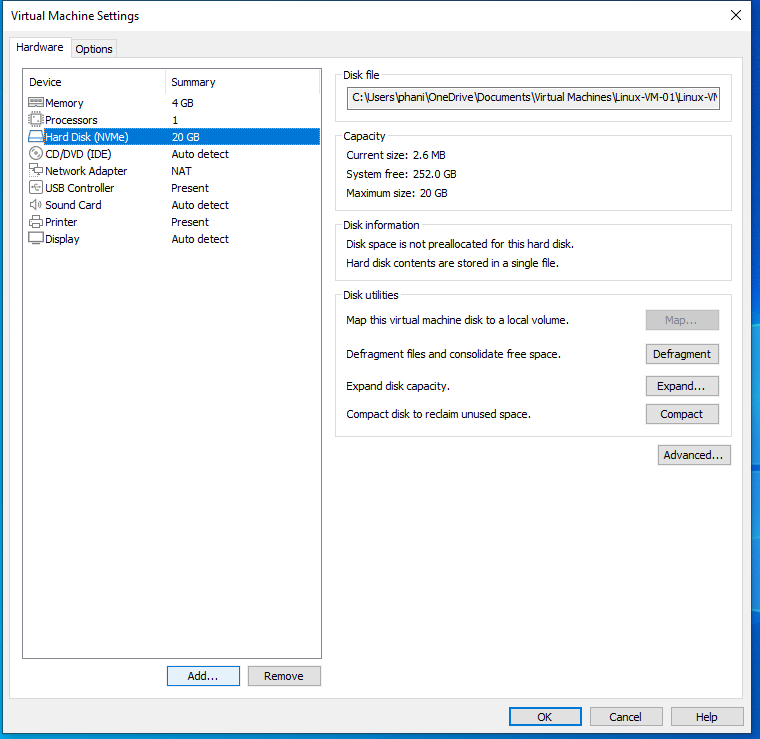 Virtual Machine Settings
Hardware Options
Device Summary
Memory 4 GB
Processors 1
Hard Disk (NVMe) 20 GB
CD/DVD (IDE) Auto detect
Network Adapter NAT
USB Controller Present
Sound Card Auto detect
Printer Present
Display Auto detect
Add... Remove
Disk file
C:\Users\phani\OneDrive\Documents\Virtual Machines\Linux-VM-01\Linux-VM
Capacity
Current size: 2.6 MB
System free: 252.0 GB
Maximum size: 20 GB
Disk information
Disk space is not preallocated for this hard disk.
Hard disk contents are stored in a single file.
Disk utilities
Map this virtual machine disk to a local volume. Map...
Defragment files and consolidate free space. Defragment
Expand disk capacity. Expand...
Compact disk to reclaim unused space. Compact
Advanced...
OK Cancel Help